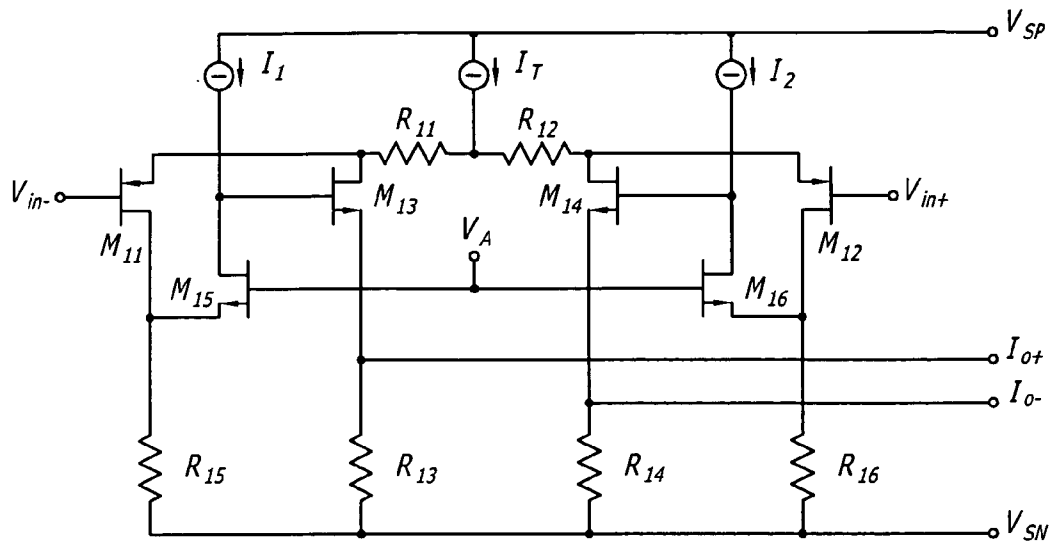 V_SP
I_1
I_T
I_2
R_11
R_12
V_in-
M_13
M_14
V_in+
M_11
V_A
M_12
M_15
M_16
I_o+
I_o-
R_15
R_13
R_14
R_16
V_SN